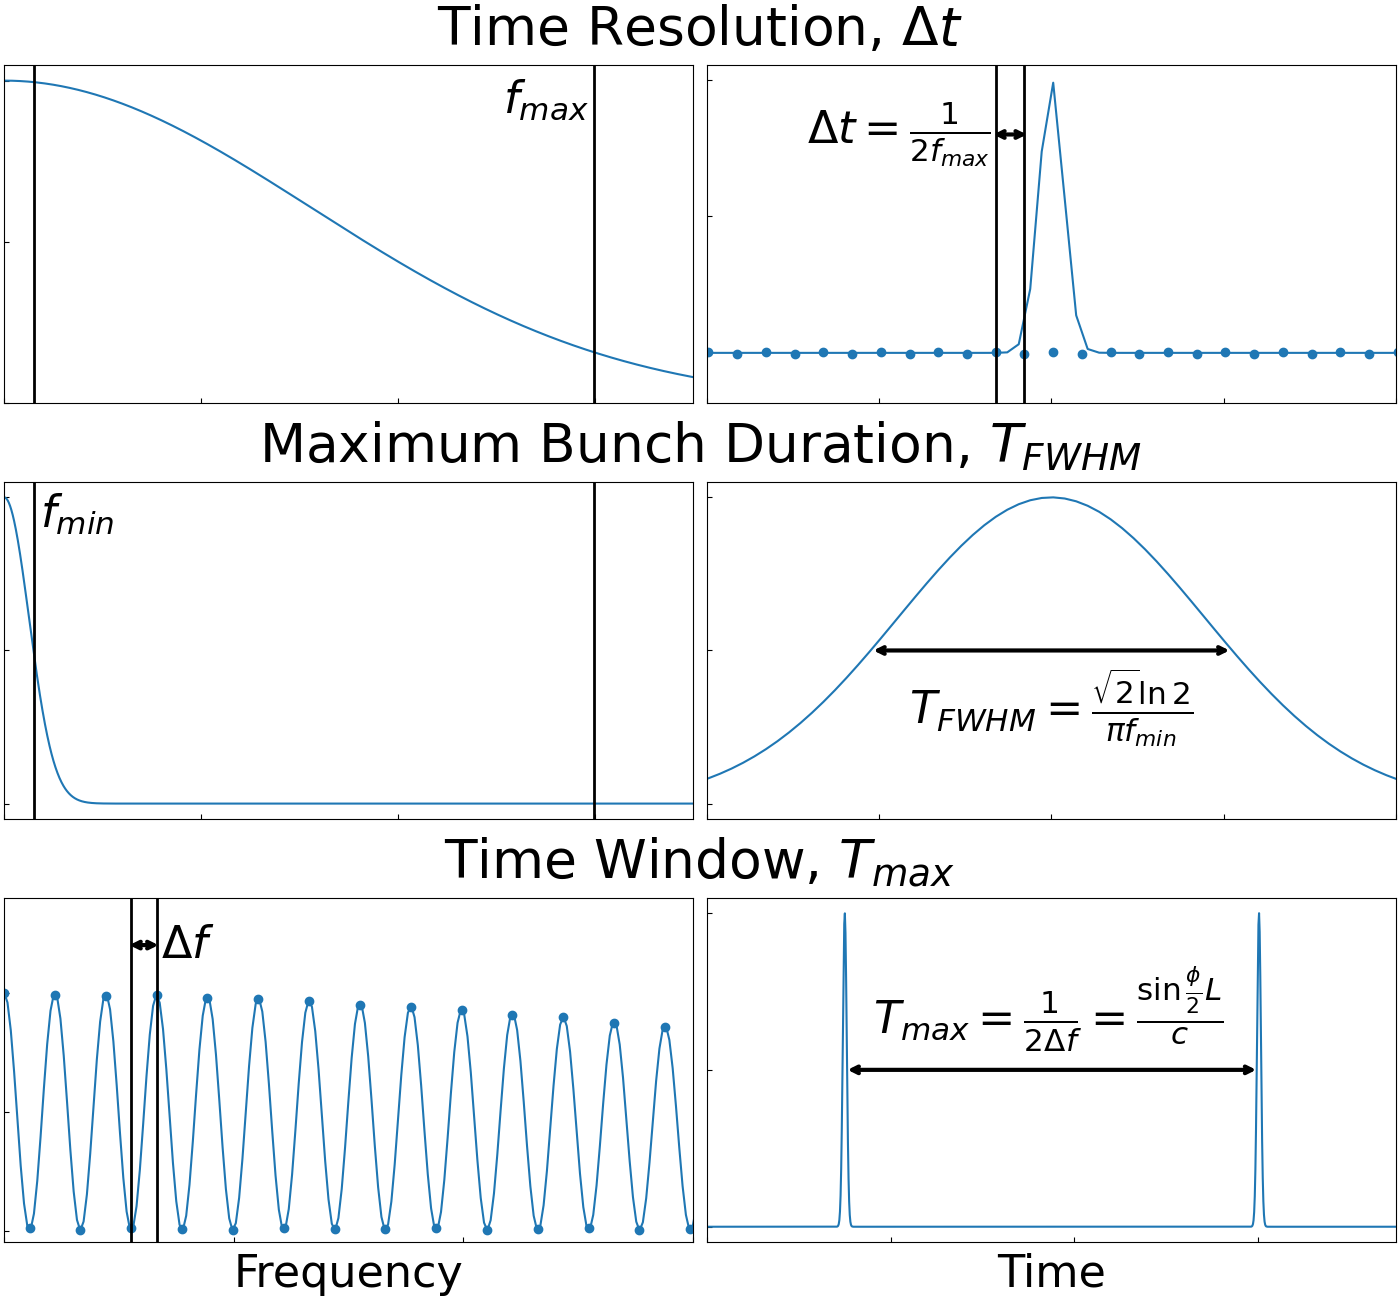 Time Resolution, Δt
f_max
Δt = 1/(2f_max)
Maximum Bunch Duration, T_FWHM
f_min
T_FWHM = (√2 ln 2)/(πf_min)
Time Window, T_max
Δf
T_max = 1/(2Δf) = (sin(ϕ/2)L)/c
Frequency
Time